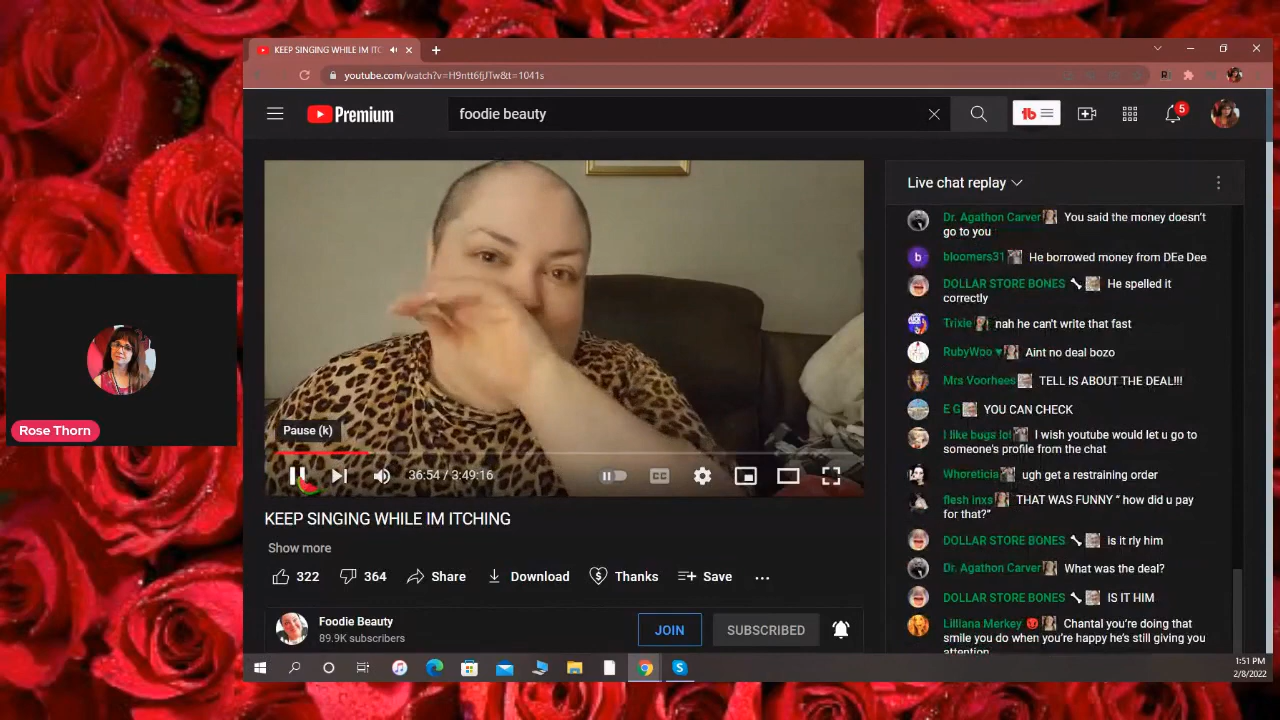 KEEP SINGING WHILE IM ITC
youtube.com/watch?v=H9ntt6fjJTw&t=1041s
Premium
foodie beauty
5
Live chat replay
Dr. Agathon Carver You said the money doesn't
go to you
bloomers31 He borrowed money from DEe Dee
DOLLAR STORE BONES He spelled it
correctly
Trixie nah he can't write that fast
RubyWoo Aint no deal bozo
Mrs Voorhees TELL IS ABOUT THE DEAL!!!
E G YOU CAN CHECK
I like bugs lol I wish youtube would let u go to
someone's profile from the chat
Whoreticia ugh get a restraining order
flesh inxs THAT WAS FUNNY " how did u pay
for that?"
DOLLAR STORE BONES is it rly him
Dr. Agathon Carver What was the deal?
DOLLAR STORE BONES IS IT HIM
Lilliana Merkey Chantal you're doing that
smile you do when you're happy he's still giving you
attention
Rose Thorn
Pause (k)
36:54 / 3:49:16
CC
KEEP SINGING WHILE IM ITCHING
Show more
322 364 Share Download Thanks Save
Foodie Beauty
89.9K subscribers
JOIN SUBSCRIBED
1:51 PM
2/8/2022